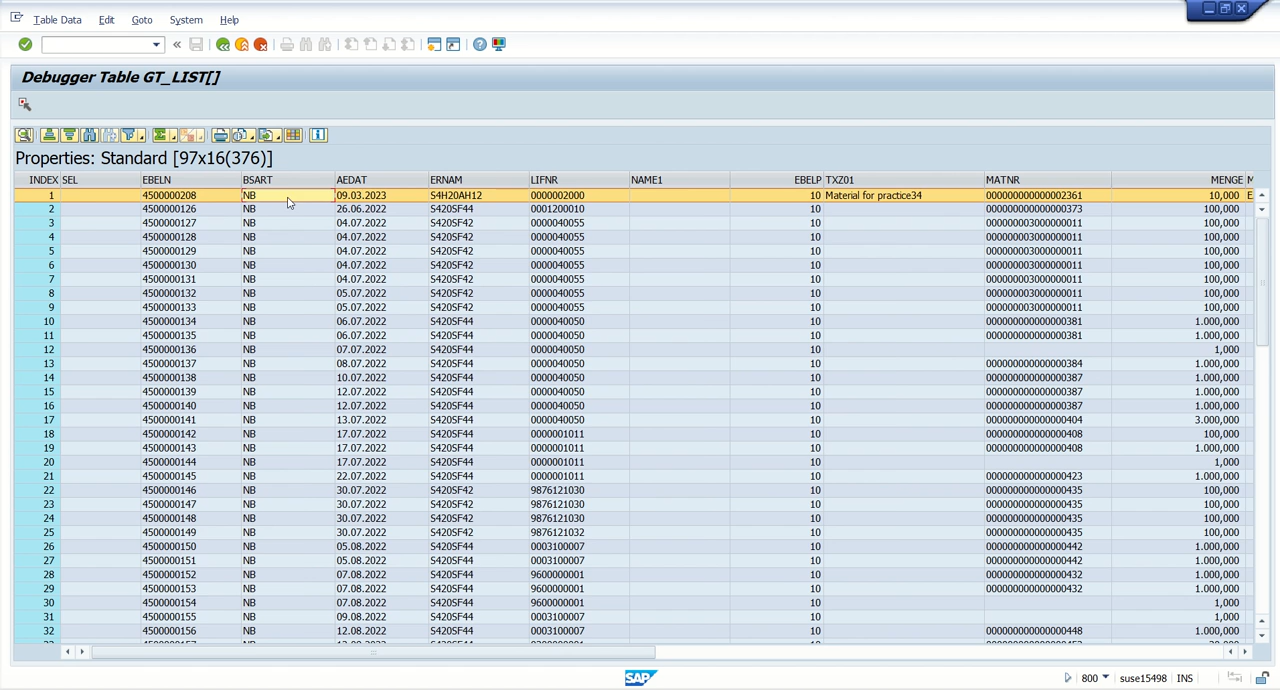 Table Data Edit Goto System Help
Debugger Table GT_LIST[]
Properties: Standard [97x16(376)]
INDEX SEL EBELN BSART AEDAT ERNAM LIFNR NAME1 EBELP TXZ01 MATNR MENGE M
1 4500000208 NB 09.03.2023 S4H20AH12 0000002000 10 Material for practice34 000000000000002361 10,000 E
2 4500000126 NB 26.06.2022 S420SF44 0001290010 10 000000000000000373 100,000
3 4500000127 NB 04.07.2022 S420SF42 0000040055 10 000000003000000011 100,000
4 4500000128 NB 04.07.2022 S420SF42 0000040055 10 000000003000000011 100,000
5 4500000129 NB 04.07.2022 S420SF42 0000040055 10 000000003000000011 100,000
6 4500000130 NB 04.07.2022 S420SF42 0000040055 10 000000003000000011 100,000
7 4500000131 NB 04.07.2022 S420SF42 0000040055 10 000000003000000011 100,000
8 4500000132 NB 05.07.2022 S420SF42 0000040055 10 000000003000000011 100,000
9 4500000133 NB 05.07.2022 S420SF42 0000040055 10 000000003000000011 100,000
10 4500000134 NB 06.07.2022 S420SF44 0000040050 10 000000000000000381 1.000,000
11 4500000135 NB 06.07.2022 S420SF44 0000040050 10 000000000000000381 1.000,000
12 4500000136 NB 07.07.2022 S420SF44 0000040050 10 1,000
13 4500000137 NB 08.07.2022 S420SF44 0000040050 10 000000000000000384 1.000,000
14 4500000138 NB 10.07.2022 S420SF44 0000040050 10 000000000000000387 1.000,000
15 4500000139 NB 12.07.2022 S420SF44 0000040050 10 000000000000000387 1.000,000
16 4500000140 NB 12.07.2022 S420SF44 0000040050 10 000000000000000387 1.000,000
17 4500000141 NB 13.07.2022 S420SF44 0000040050 10 000000000000000404 3.000,000
18 4500000142 NB 17.07.2022 S420SF44 0000001011 10 000000000000000408 100,000
19 4500000143 NB 17.07.2022 S420SF44 0000001011 10 000000000000000408 1.000,000
20 4500000144 NB 17.07.2022 S420SF44 0000001011 10 1,000
21 4500000145 NB 22.07.2022 S420SF44 0000001011 10 000000000000000423 1.000,000
22 4500000146 NB 30.07.2022 S420SF42 9876121030 10 000000000000000435 100,000
23 4500000147 NB 30.07.2022 S420SF42 9876121030 10 000000000000000435 100,000
24 4500000148 NB 30.07.2022 S420SF42 9876121030 10 000000000000000435 100,000
25 4500000149 NB 30.07.2022 S420SF42 9876121032 10 000000000000000435 100,000
26 4500000150 NB 05.08.2022 S420SF44 0003100007 10 000000000000000442 1.000,000
27 4500000151 NB 05.08.2022 S420SF44 0003100007 10 000000000000000442 1.000,000
28 4500000152 NB 07.08.2022 S420SF44 9600000001 10 000000000000000432 1.000,000
29 4500000153 NB 07.08.2022 S420SF44 9600000001 10 000000000000000432 1.000,000
30 4500000154 NB 07.08.2022 S420SF44 9600000001 10 1,000
31 4500000155 NB 09.08.2022 S420SF44 0003100007 10 1,000
32 4500000156 NB 12.08.2022 S420SF44 0003100007 10 000000000000000448 1.000,000
SAP 800 suse15498 INS